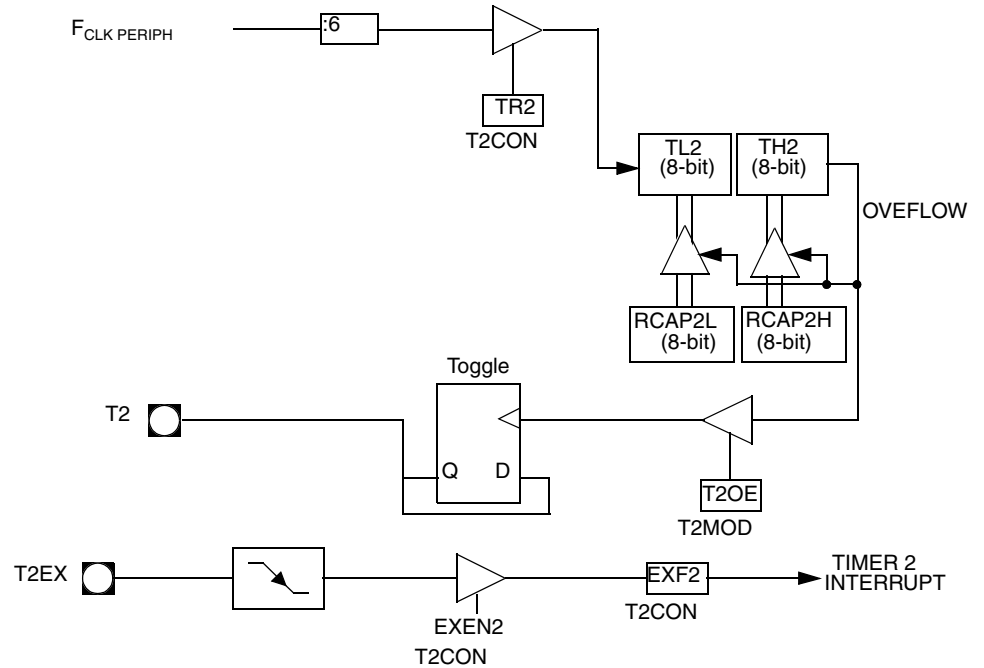 FCLK PERIPH
:6
TR2
T2CON
TL2
(8-bit)
TH2
(8-bit)
OVEFLOW
RCAP2L
(8-bit)
RCAP2H
(8-bit)
Toggle
T2
Q D
T2OE
T2MOD
T2EX
EXEN2
T2CON
EXF2
T2CON
TIMER 2
INTERRUPT